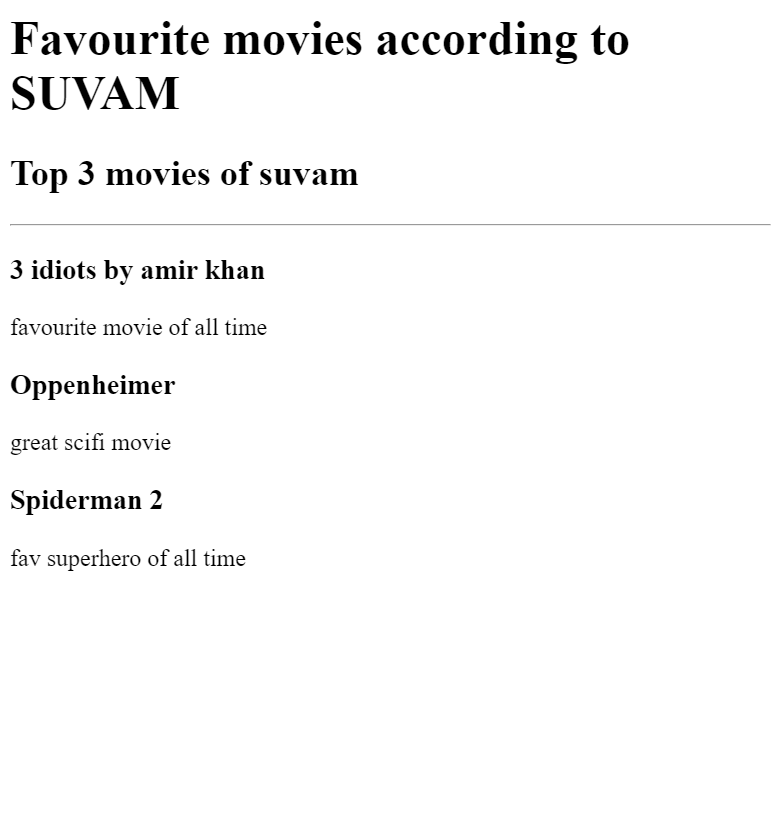 Favourite movies according to
SUVAM
Top 3 movies of suvam
3 idiots by amir khan
favourite movie of all time
Oppenheimer
great scifi movie
Spiderman 2
fav superhero of all time